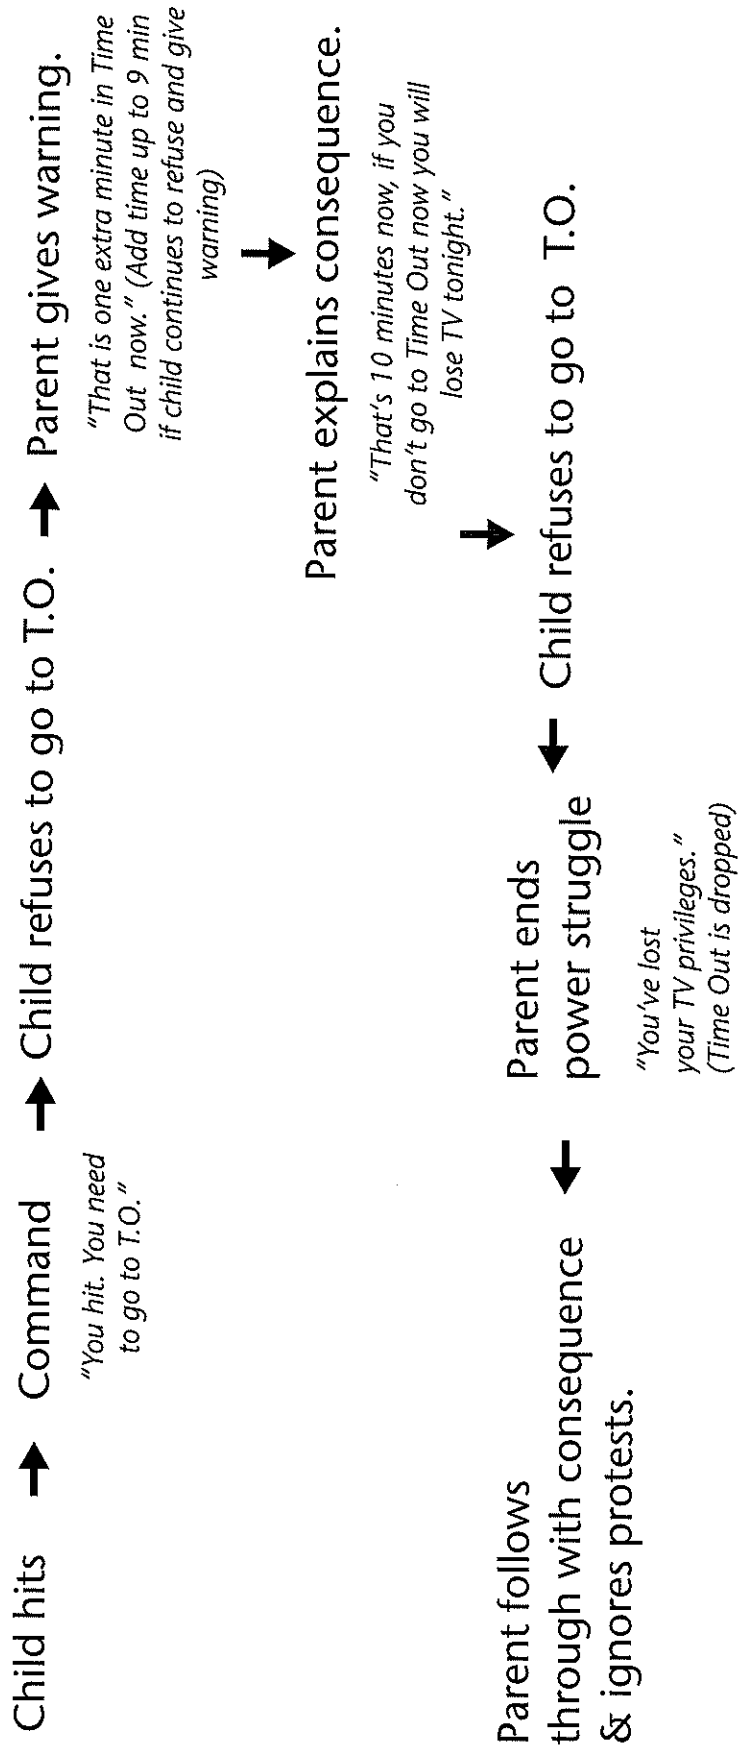 Child hits → Command → Child refuses to go to T.O. → Parent gives warning.
"You hit. You need
to go to T.O."
"That is one extra minute in Time
Out now." (Add time up to 9 min
if child continues to refuse and give
warning)
Parent explains consequence.
"That's 10 minutes now, if you
don't go to Time Out now you will
lose TV tonight."
Child refuses to go to T.O.
Parent ends
power struggle
"You've lost
your TV privileges."
(Time Out is dropped)
Parent follows
through with consequence
& ignores protests.